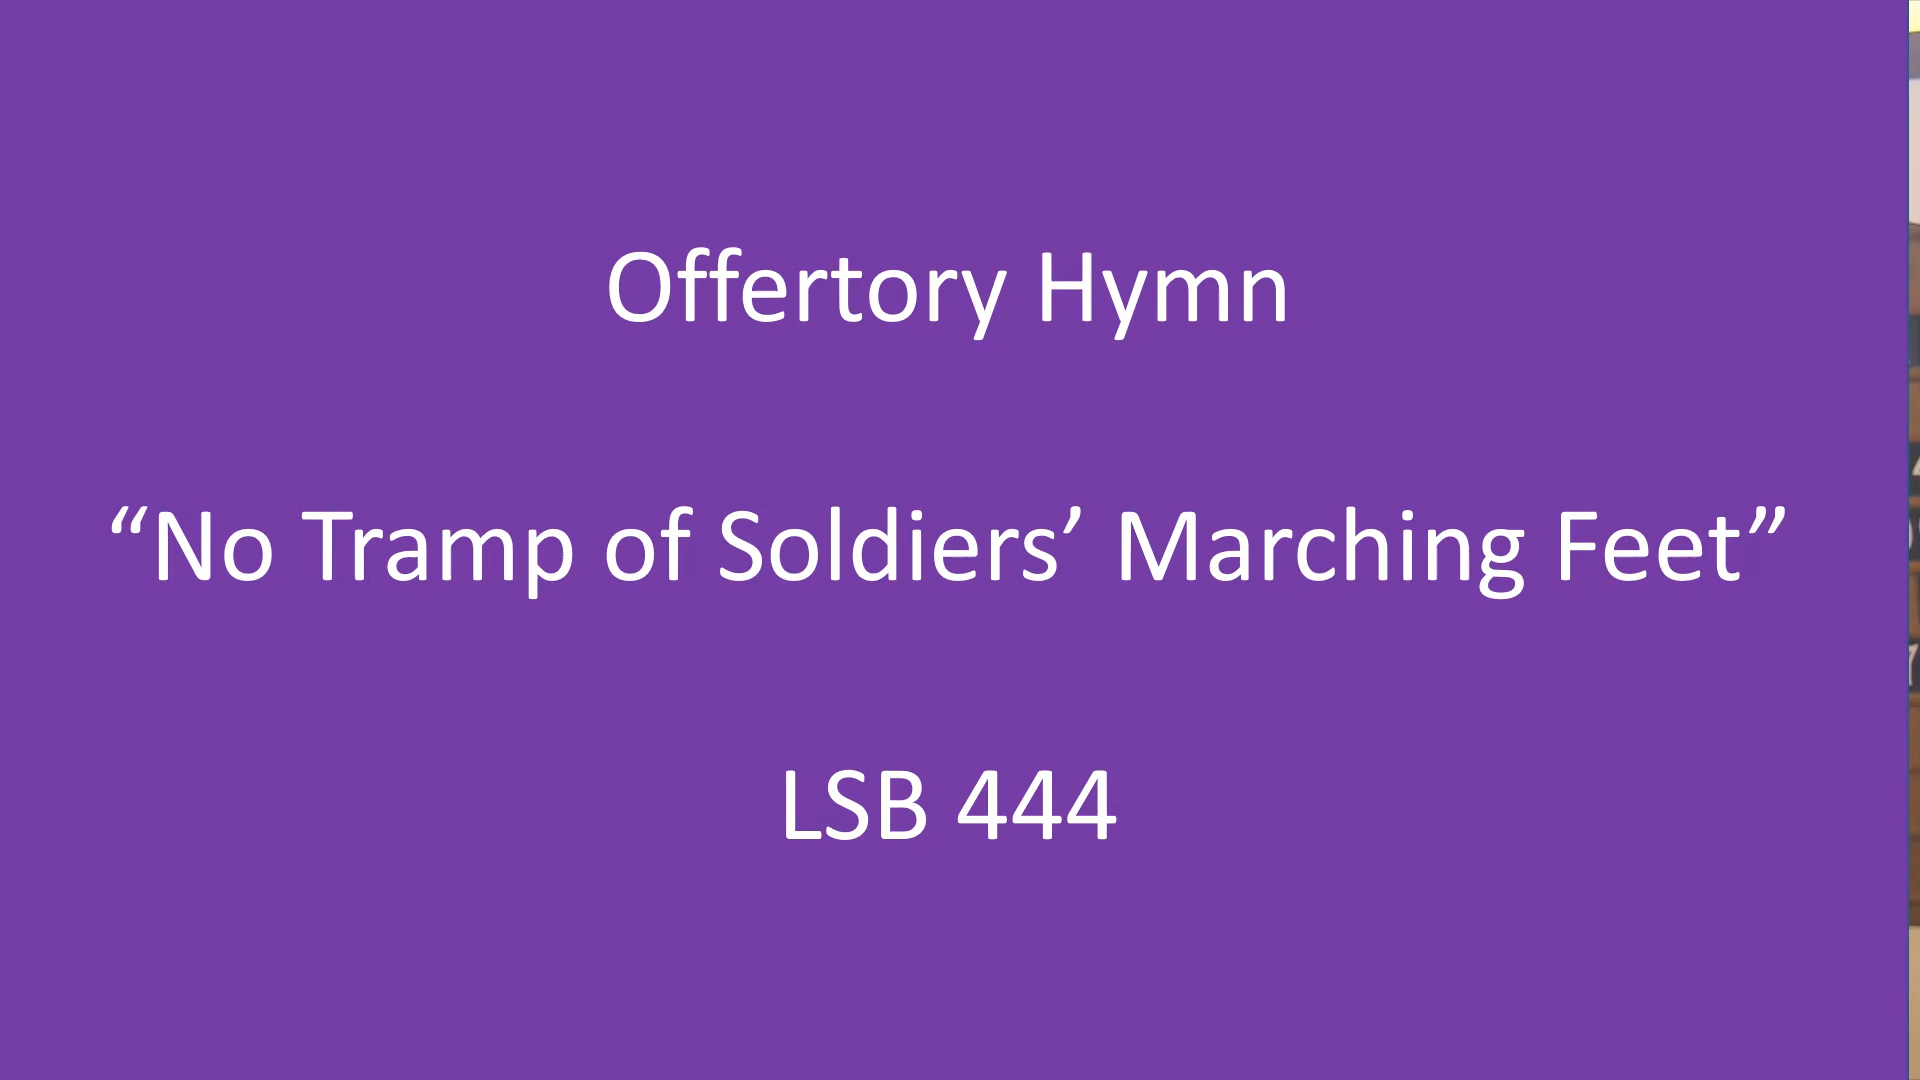 Offertory Hymn
“No Tramp of Soldiers’ Marching Feet”
LSB 444